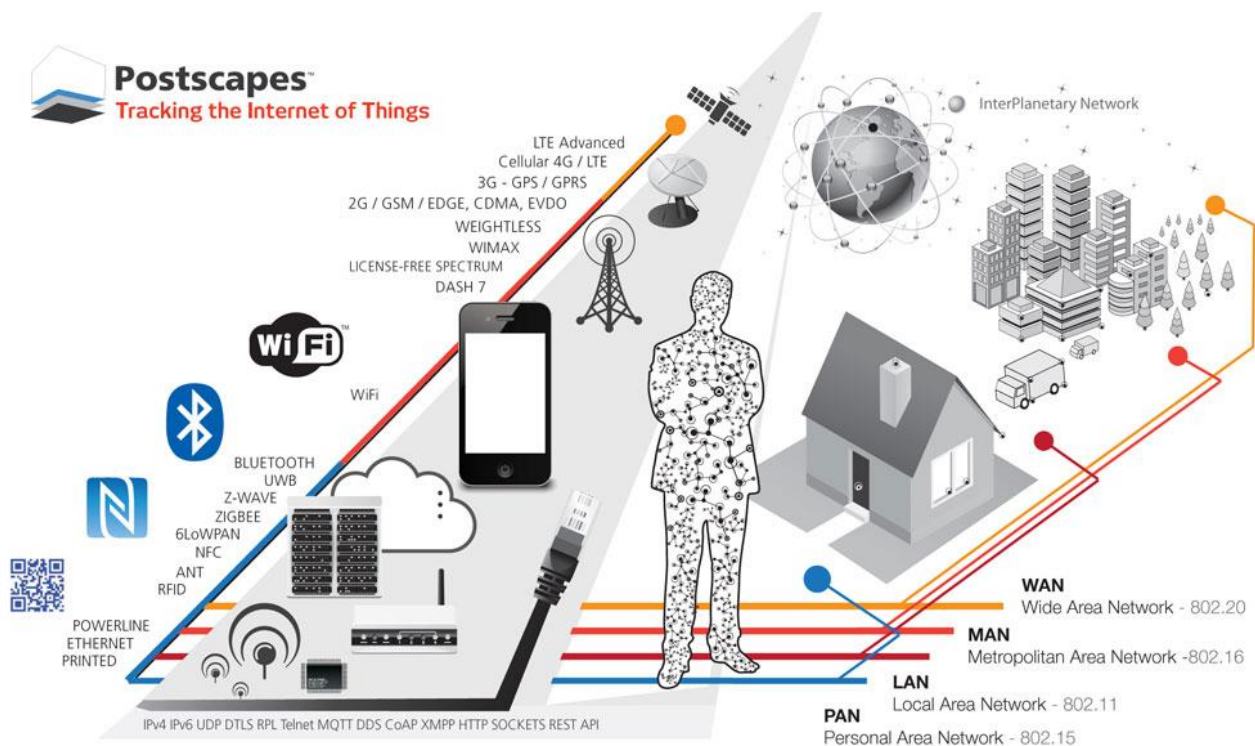 Postscapes™
Tracking the Internet of Things
InterPlanetary Network
LTE Advanced
Cellular 4G / LTE
3G - GPS / GPRS
2G / GSM / EDGE, CDMA, EVDO
WEIGHTLESS
WIMAX
LICENSE-FREE SPECTRUM
DASH 7
WiFi™
WiFi
BLUETOOTH
UWB
Z-WAVE
ZIGBEE
6LoWPAN
NFC
ANT
RFID
POWERLINE
ETHERNET
PRINTED
WAN
Wide Area Network - 802.20
MAN
Metropolitan Area Network -802.16
LAN
Local Area Network - 802.11
PAN
Personal Area Network - 802.15
IPv4 IPv6 UDP DTLS RPL Telnet MQTT DDS CoAP XMPP HTTP SOCKETS REST API